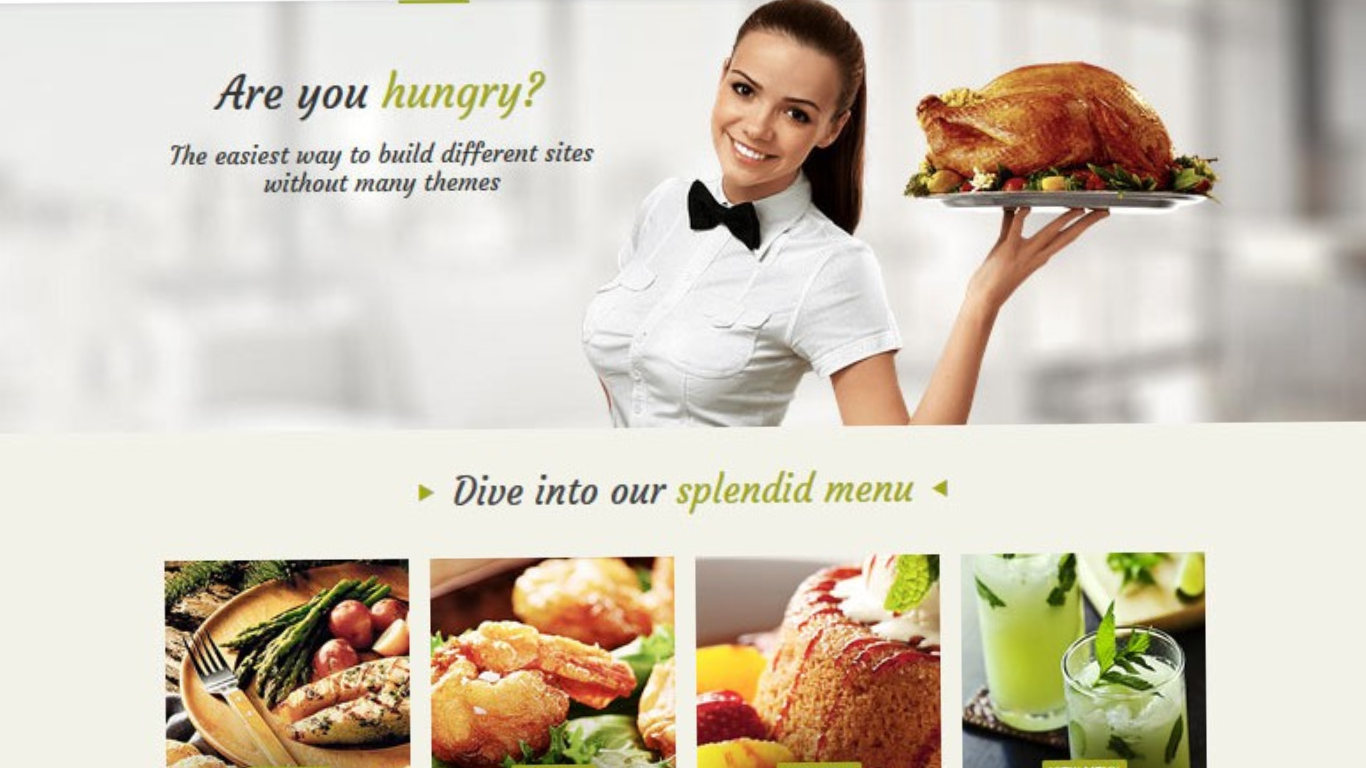 Are you hungry?
The easiest way to build different sites
without many themes
Dive into our splendid menu